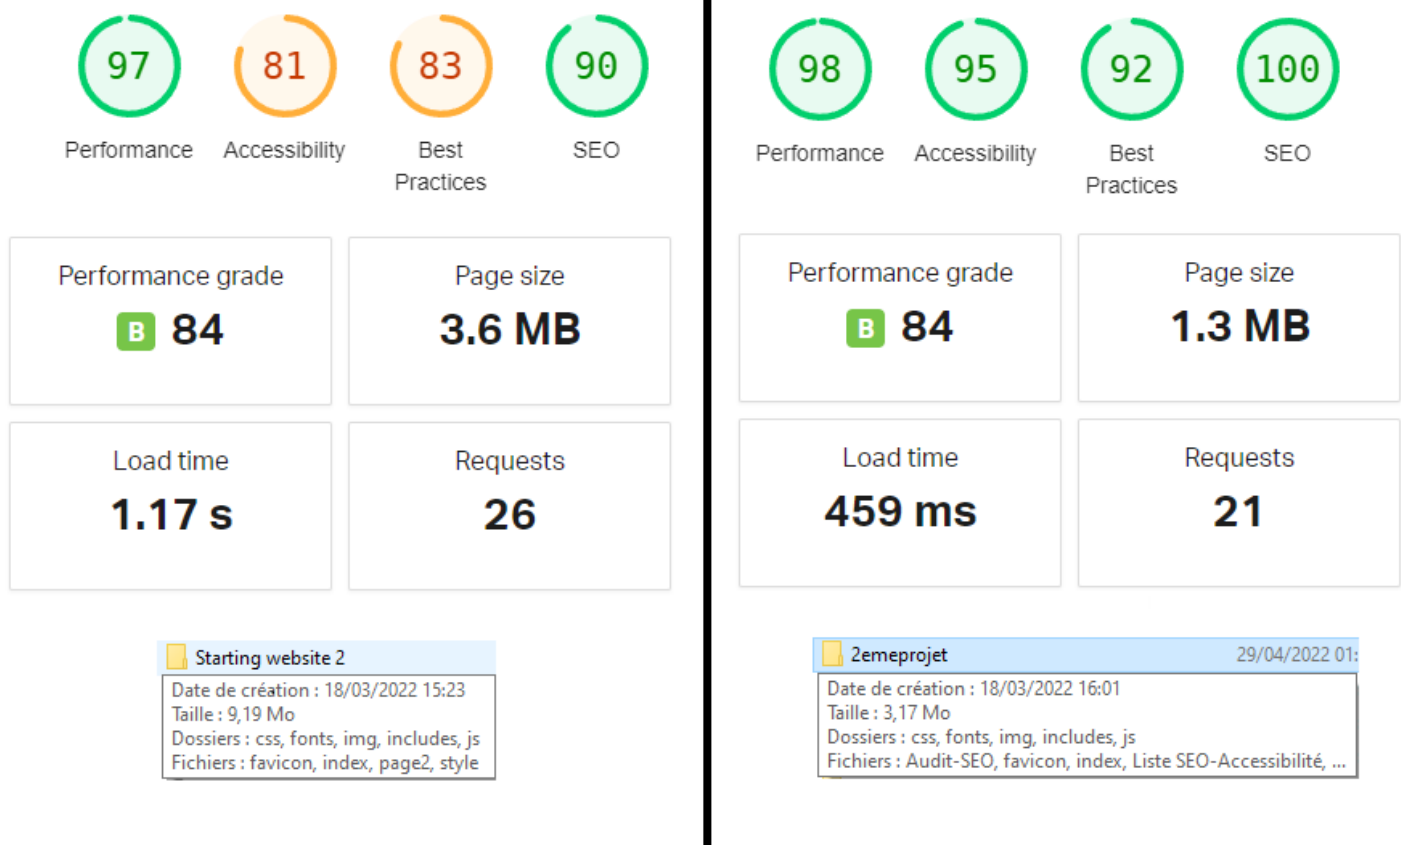 97
81
83
90
Performance
Accessibility
Best
Practices
SEO
Performance grade
B 84
Page size
3.6 MB
Load time
1.17 s
Requests
26
Starting website 2
Date de création : 18/03/2022 15:23
Taille : 9,19 Mo
Dossiers : css, fonts, img, includes, js
Fichiers : favicon, index, page2, style
98
95
92
100
Performance
Accessibility
Best
Practices
SEO
Performance grade
B 84
Page size
1.3 MB
Load time
459 ms
Requests
21
2emeprojet 29/04/2022 01:
Date de création : 18/03/2022 16:01
Taille : 3,17 Mo
Dossiers : css, fonts, img, includes, js
Fichiers : Audit-SEO, favicon, index, Liste SEO-Accessibilité, ...